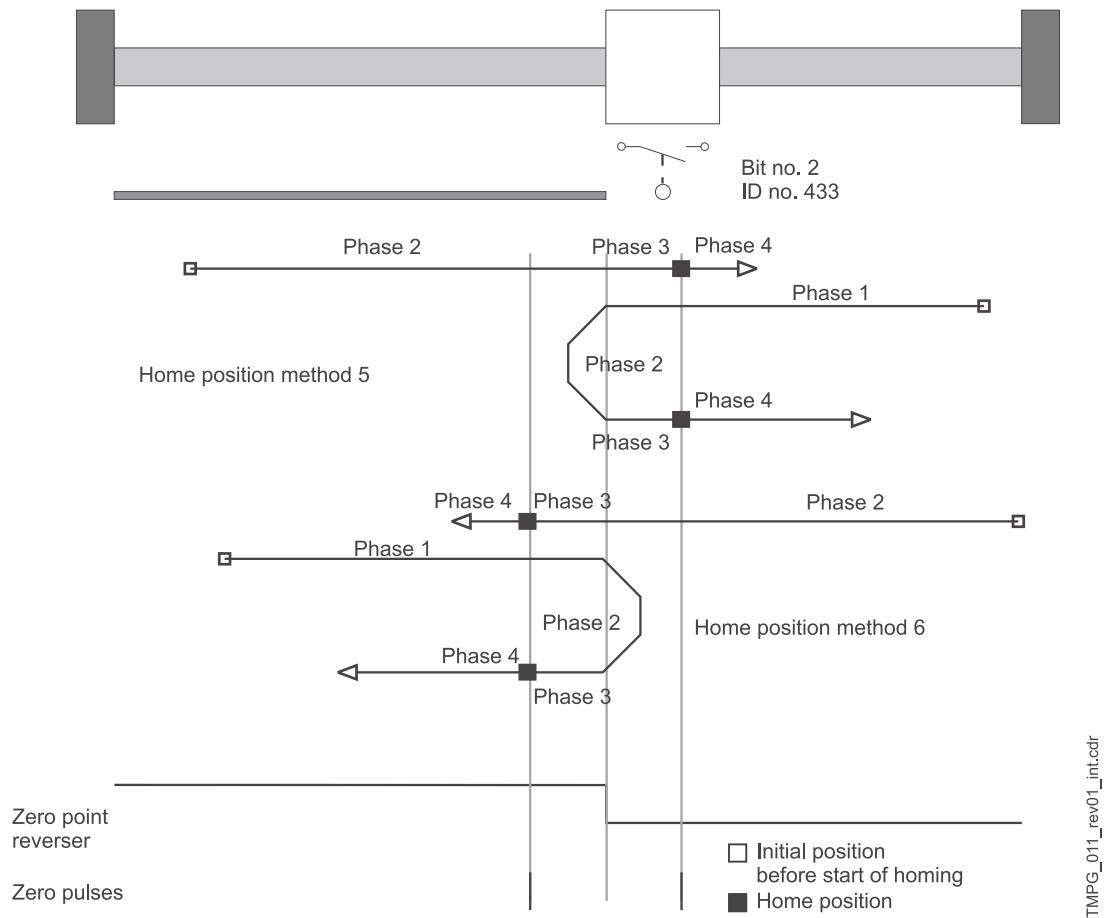 Bit no. 2
ID no. 433
Phase 2
Phase 3
Phase 4
Phase 1
Home position method 5
Phase 2
Phase 4
Phase 3
Phase 4
Phase 3
Phase 2
Phase 1
Phase 2
Home position method 6
Phase 4
Phase 3
Zero point
reverser
Zero pulses
Initial position
before start of homing
Home position
TMPG_011_rev01_int.cdr